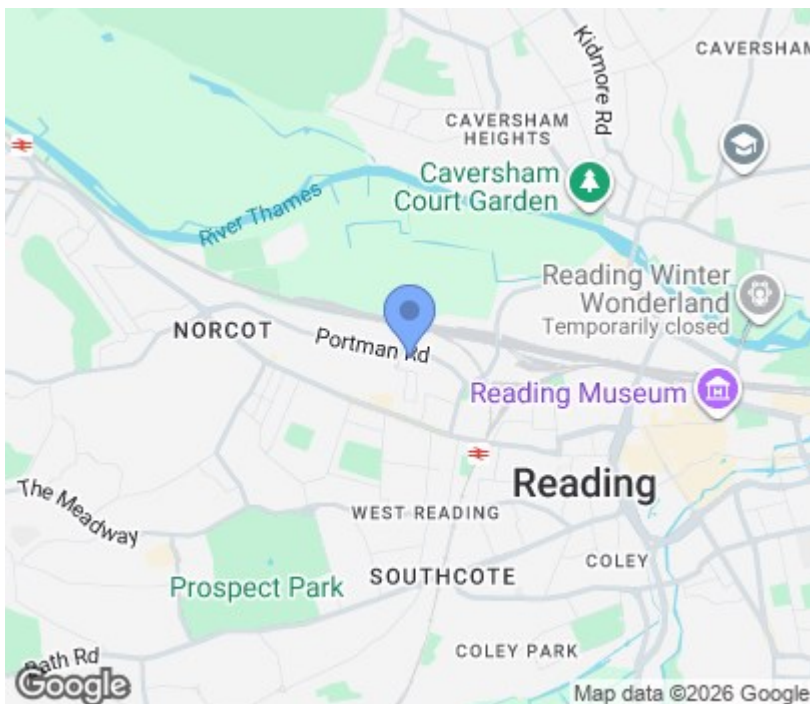 Kidmore Rd
CAVERSHAM
CAVERSHAM
HEIGHTS
Caversham
Court Garden
River Thames
Reading Winter
Wonderland
Temporarily closed
NORCOT
Portman Rd
Reading Museum
Reading
The Meadway
WEST READING
COLEY
SOUTHCOTE
Prospect Park
COLEY PARK
Bath Rd
Google
Map data ©2026 Google